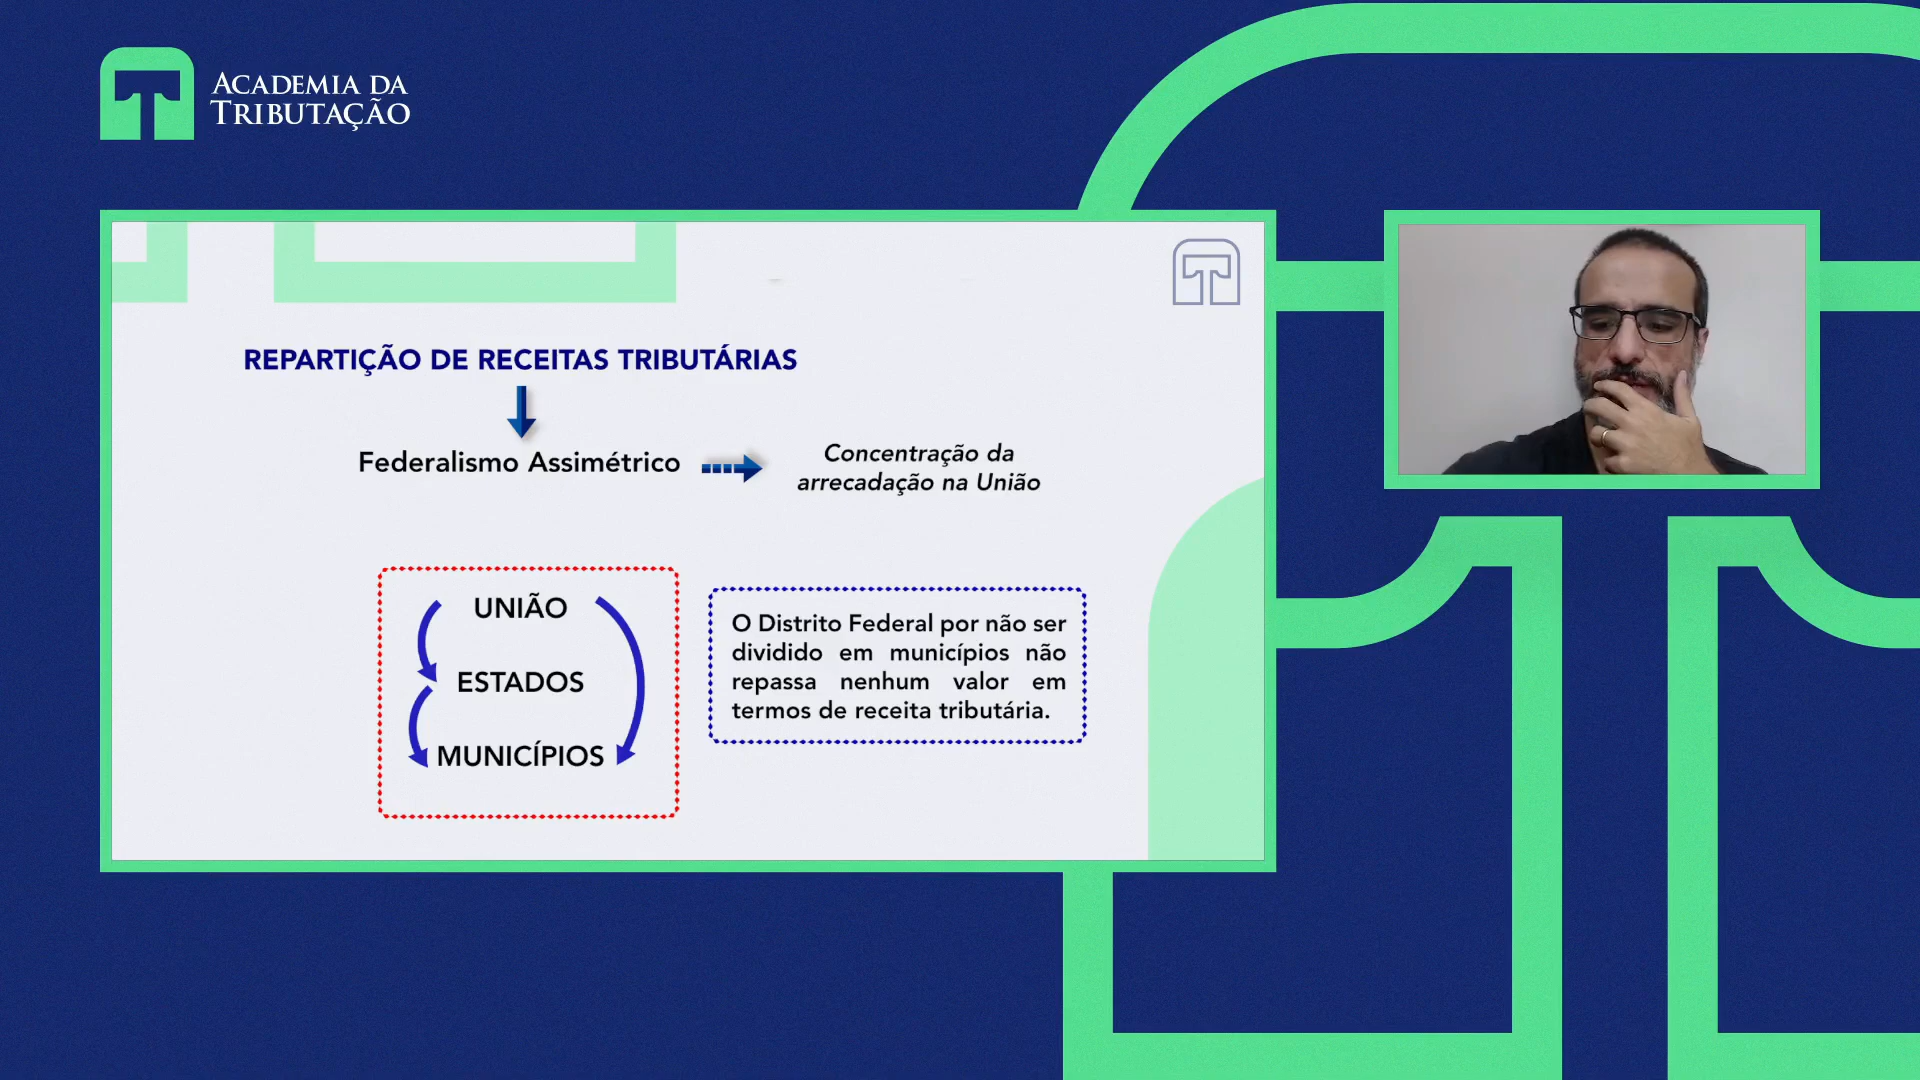 ACADEMIA DA
TRIBUTAÇÃO
REPARTIÇÃO DE RECEITAS TRIBUTÁRIAS
Federalismo Assimétrico
Concentração da
arrecadação na União
UNIÃO
ESTADOS
MUNICÍPIOS
O Distrito Federal por não ser
dividido em municípios não
repassa nenhum valor em
termos de receita tributária.